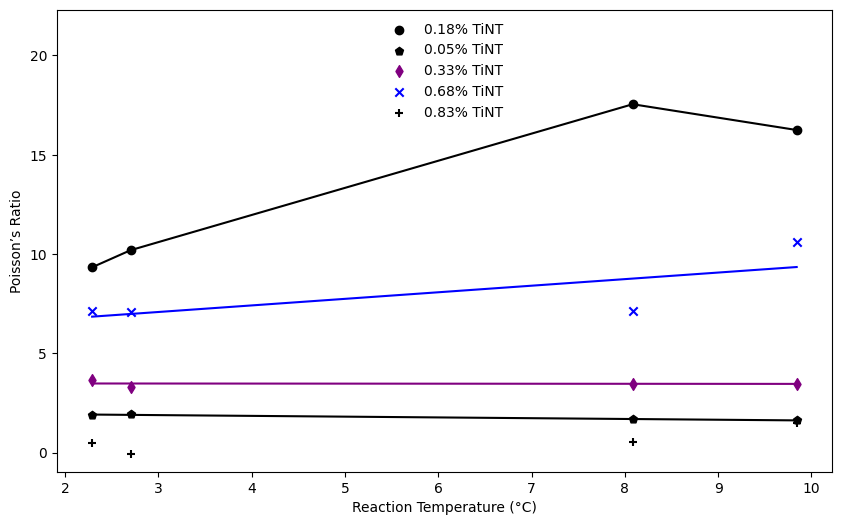 0.18% TiNT
0.05% TiNT
0.33% TiNT
0.68% TiNT
0.83% TiNT
20
15
10
5
0
Poisson’s Ratio
2 3 4 5 6 7 8 9 10
Reaction Temperature (°C)